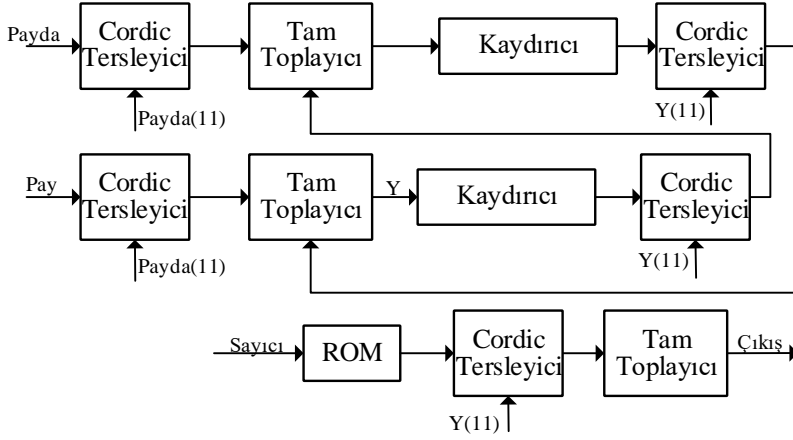 Payda
Cordic
Tersleyici
Payda(11)
Tam
Toplayıcı
Kaydırıcı
Cordic
Tersleyici
Y(11)
Pay
Cordic
Tersleyici
Payda(11)
Tam
Toplayıcı
Y
Kaydırıcı
Cordic
Tersleyici
Y(11)
Sayıcı
ROM
Cordic
Tersleyici
Y(11)
Tam
Toplayıcı
Çıkış